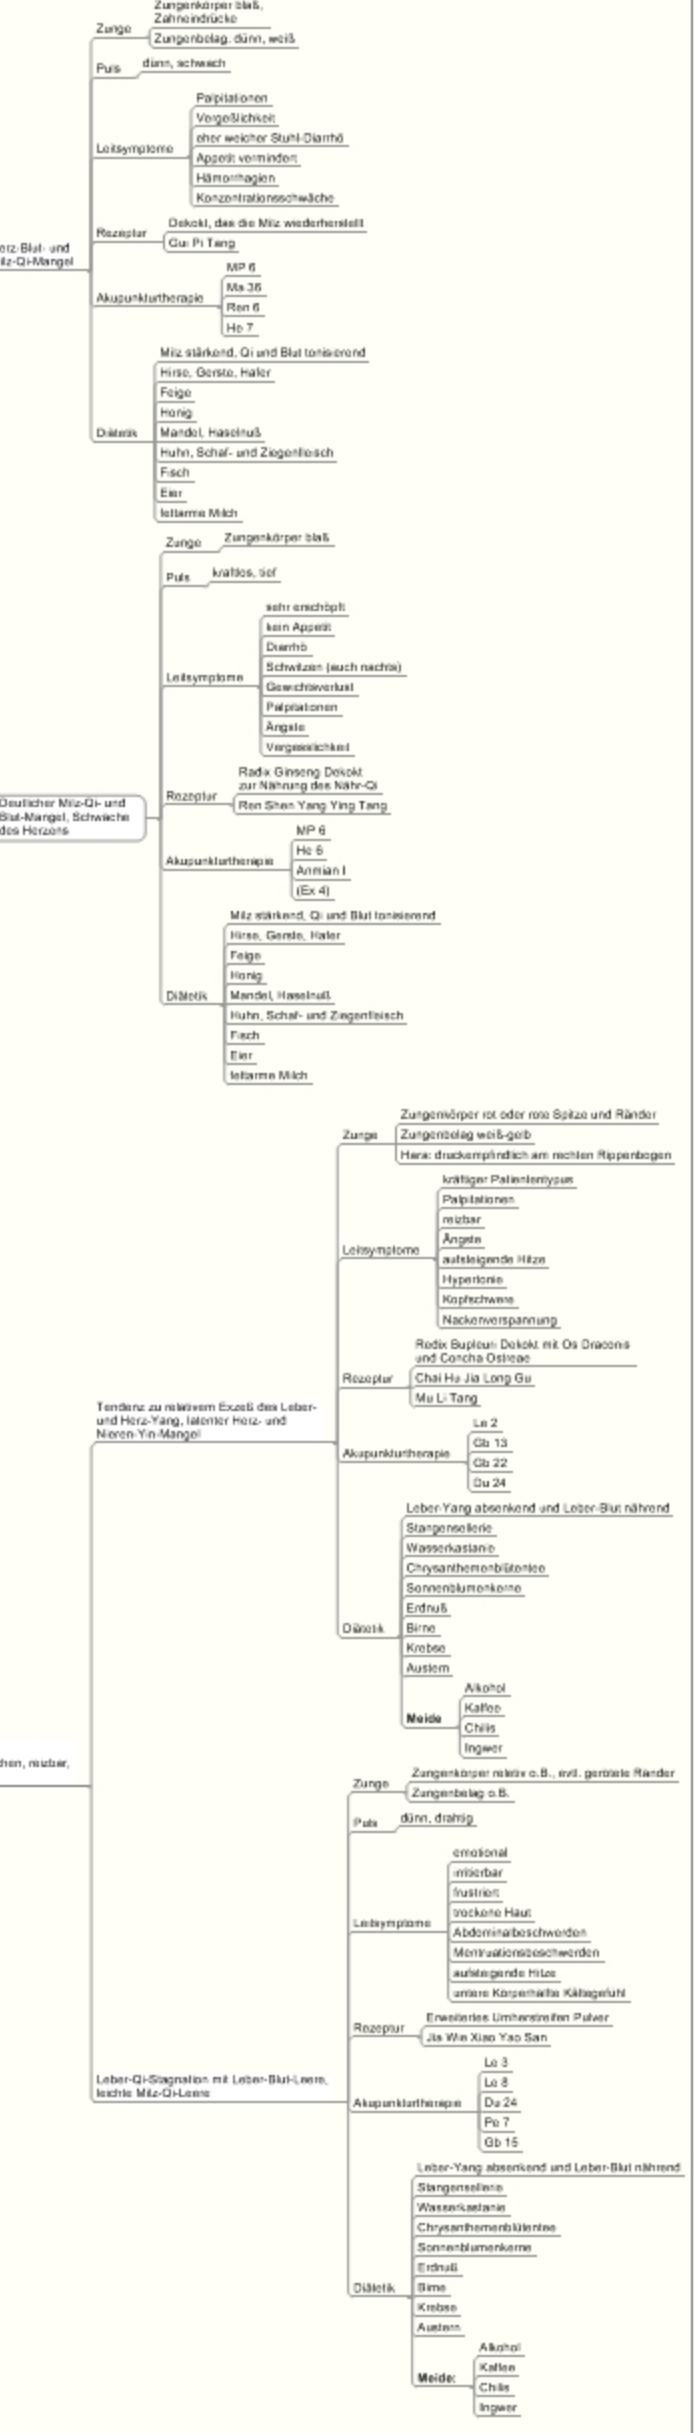 Zungenkörper blaß,
Zahneindrücke
Zunge
Zungenbelag. dünn, weiß
Puls
dünn, schwach
Palpitationen
Vergeßlichkeit
eher weicher Stuhl-Diarrhö
Leitsymptome
Appetit vermindert
Hämorrhagien
Konzentrationsschwäche
Dekokt, das die Milz wiederherstellt
Rezeptur
Gui Pi Tang
erz-Blut- und
ilz-Qi-Mangel
MP 6
Ma 36
Akupunkturtherapie
Ren 6
He 7
Milz stärkend, Qi und Blut tonisierend
Hirse, Gerste, Hafer
Feige
Honig
Diätetik
Mandel, Haselnuß
Huhn, Schaf- und Ziegenfleisch
Fisch
Eier
fettarme Milch
Zunge
Zungenkörper blaß
Puls
kraftlos, tief
sehr erschöpft
kein Appetit
Diarrhö
Schwitzen (auch nachts)
Leitsymptome
Gewichtsverlust
Palpitationen
Ängste
Vergesslichkeit
Radix Ginseng Dekokt
zur Nährung des Nähr-Qi
Rezeptur
Ren Shen Yang Ying Tang
Deutlicher Milz-Qi- und
Blut-Mangel, Schwäche
des Herzens
MP 6
He 6
Akupunkturtherapie
Anmian I
(Ex 4)
Milz stärkend, Qi und Blut tonisierend
Hirse, Gerste, Hafer
Feige
Honig
Diätetik
Mandel, Haselnuß
Huhn, Schaf- und Ziegenfleisch
Fisch
Eier
fettarme Milch
Zungenkörper rot oder rote Spitze und Ränder
Zunge
Zungenbelag weiß-gelb
Hara: druckempfindlich am rechten Rippenbogen
kräftiger Patiententypus
Palpitationen
reizbar
Ängste
Leitsymptome
aufsteigende Hitze
Hypertonie
Kopfschwere
Nackenverspannung
Redix Bupleuri Dekokt mit Os Draconis
und Concha Ostreae
Rezeptur
Chai Hu Jia Long Gu
Mu Li Tang
Tendenz zu relativem Exzeß des Leber-
und Herz-Yang, latenter Herz- und
Nieren-Yin-Mangel
Le 2
Gb 13
Akupunkturtherapie
Gb 22
Du 24
Leber-Yang absenkend und Leber-Blut nährend
Stangensellerie
Wasserkastanie
Chrysanthemenblütentee
Sonnenblumenkerne
Erdnuß
Diätetik
Birne
Krebse
Austern
Alkohol
Kaffee
Meide
Chilis
Ingwer
hen, reizbar,
Zungenkörper relativ o.B., evtl. gerötete Ränder
Zunge
Zungenbelag o.B.
Puls
dünn, drahtig
emotional
irritierbar
frustriert
trockene Haut
Leitsymptome
Abdominalbeschwerden
Mentruationsbeschwerden
aufsteigende Hitze
untere Körperhälfte Kältegefühl
Erweitertes Umherstreifen Pulver
Rezeptur
Jia Wie Xiao Yao San
Leber-Qi-Stagnation mit Leber-Blut-Leere,
leichte Milz-Qi-Leere
Le 3
Le 8
Akupunkturtherapie
Du 24
Pe 7
Gb 15
Leber-Yang absenkend und Leber-Blut nährend
Stangensellerie
Wasserkastanie
Chrysanthemenblütentee
Sonnenblumenkerne
Erdnuß
Diätetik
Birne
Krebse
Austern
Alkohol
Kaffee
Meide:
Chilis
Ingwer